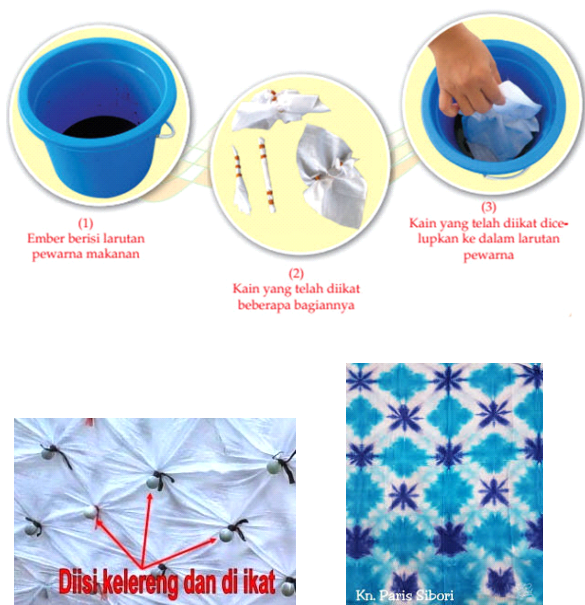 (1)
Ember berisi larutan
pewarna makanan
(2)
Kain yang telah diikat
beberapa bagiannya
(3)
Kain yang telah diikat dice-
lupkan ke dalam larutan
pewarna
Diisi kelereng dan di ikat
Kn. Paris Sibori